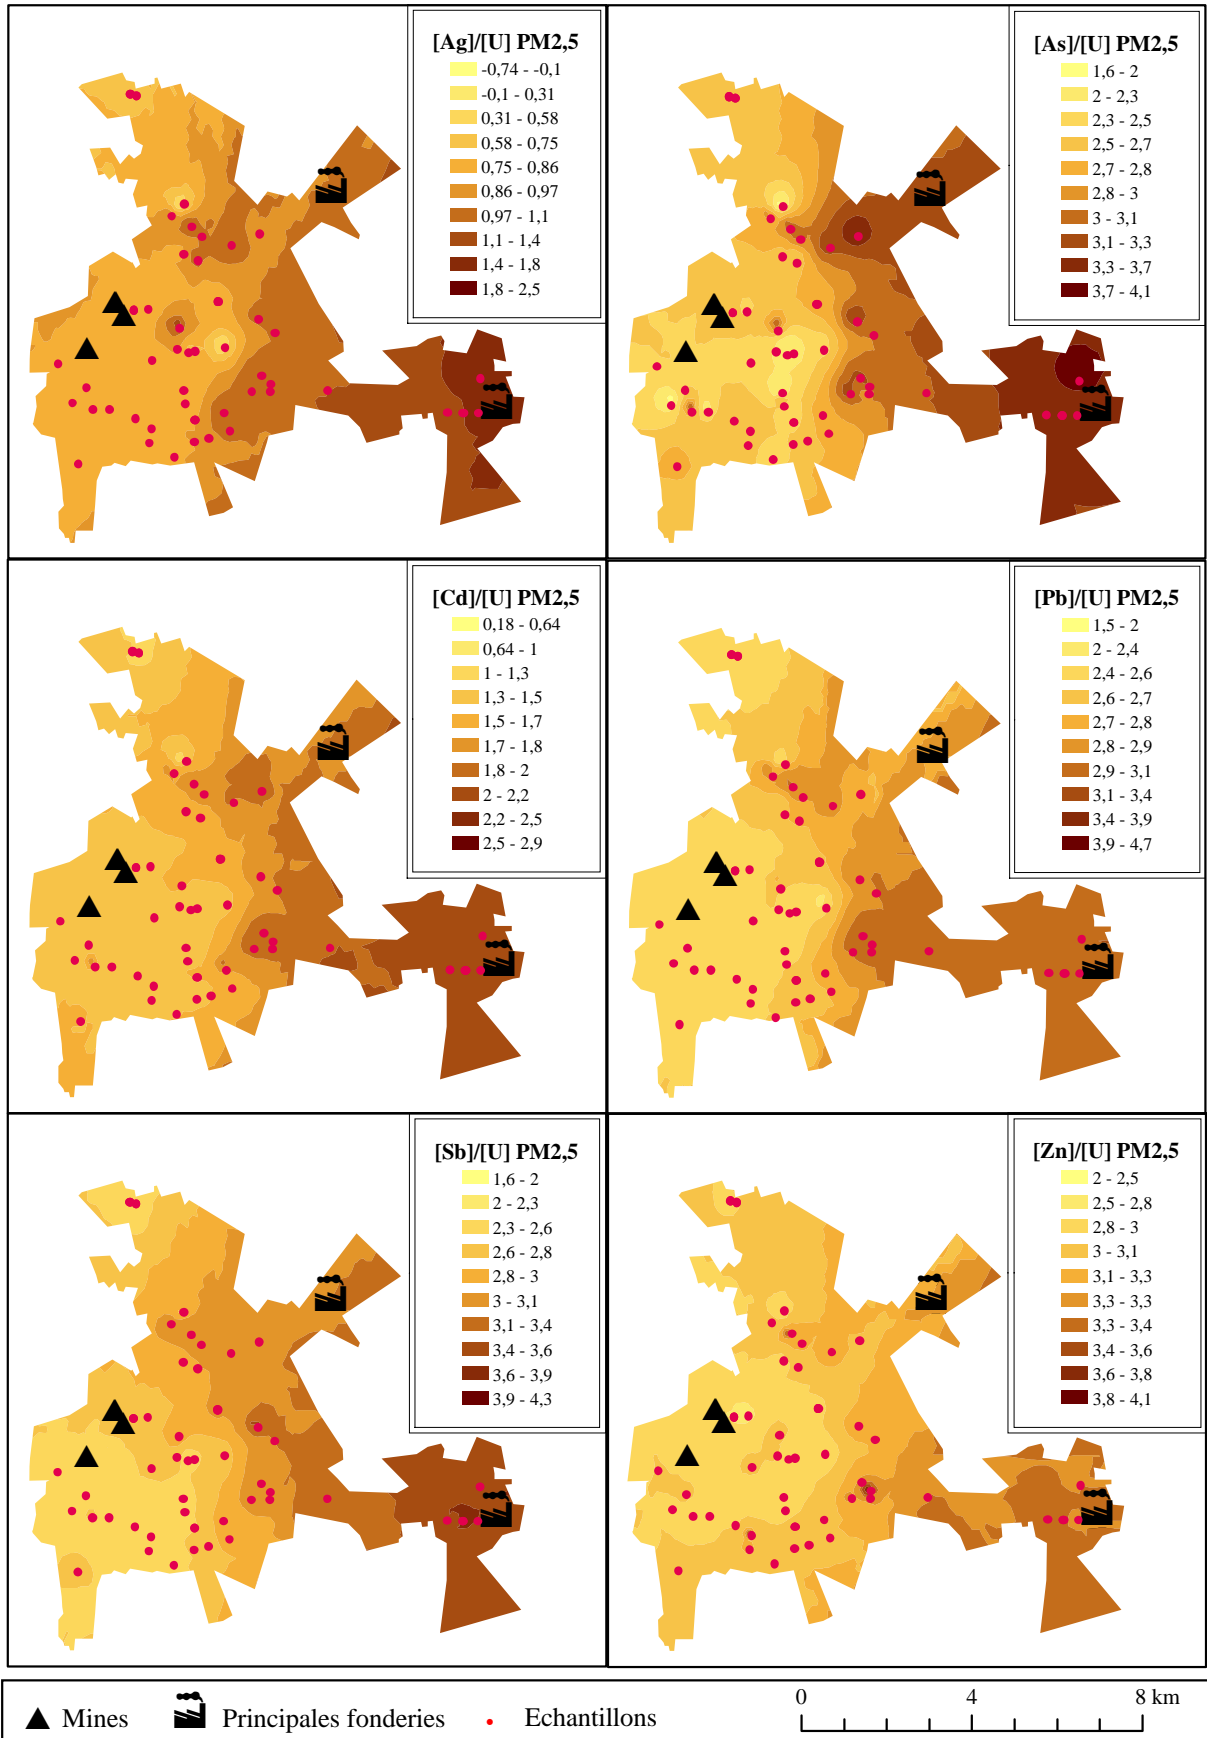 [Ag]/[U] PM2,5
-0,74 - -0,1
-0,1 - 0,31
0,31 - 0,58
0,58 - 0,75
0,75 - 0,86
0,86 - 0,97
0,97 - 1,1
1,1 - 1,4
1,4 - 1,8
1,8 - 2,5
[As]/[U] PM2,5
1,6 - 2
2 - 2,3
2,3 - 2,5
2,5 - 2,7
2,7 - 2,8
2,8 - 3
3 - 3,1
3,1 - 3,3
3,3 - 3,7
3,7 - 4,1
[Cd]/[U] PM2,5
0,18 - 0,64
0,64 - 1
1 - 1,3
1,3 - 1,5
1,5 - 1,7
1,7 - 1,8
1,8 - 2
2 - 2,2
2,2 - 2,5
2,5 - 2,9
[Pb]/[U] PM2,5
1,5 - 2
2 - 2,4
2,4 - 2,6
2,6 - 2,7
2,7 - 2,8
2,8 - 2,9
2,9 - 3,1
3,1 - 3,4
3,4 - 3,9
3,9 - 4,7
[Sb]/[U] PM2,5
1,6 - 2
2 - 2,3
2,3 - 2,6
2,6 - 2,8
2,8 - 3
3 - 3,1
3,1 - 3,4
3,4 - 3,6
3,6 - 3,9
3,9 - 4,3
[Zn]/[U] PM2,5
2 - 2,5
2,5 - 2,8
2,8 - 3
3 - 3,1
3,1 - 3,3
3,3 - 3,3
3,3 - 3,4
3,4 - 3,6
3,6 - 3,8
3,8 - 4,1
Mines
Principales fonderies
Echantillons
0 4 8 km